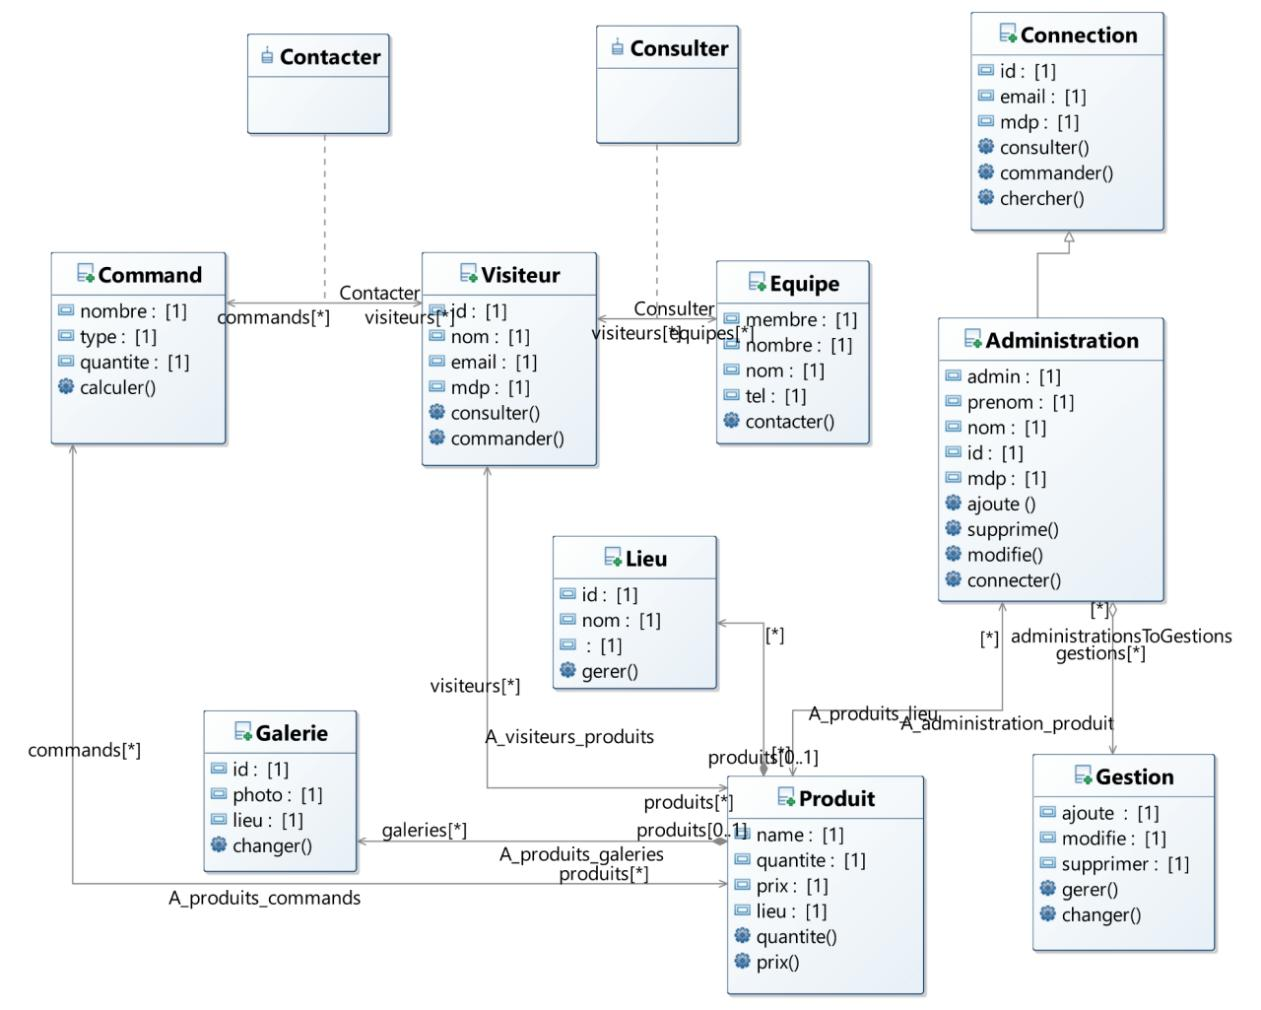 Contacter
Consulter
Connection
id : [1]
email : [1]
mdp : [1]
consulter()
commander()
chercher()
Command
nombre : [1]
type : [1]
quantite : [1]
calculer()
Contacter
commands[*]
visiteurs[*]
Visiteur
id : [1]
nom : [1]
email : [1]
mdp : [1]
consulter()
commander()
Consulter
visiteurs[*]
equipes[*]
Equipe
membre : [1]
nombre : [1]
nom : [1]
tel : [1]
contacter()
Administration
admin : [1]
prenom : [1]
nom : [1]
id : [1]
mdp : [1]
ajoute ()
supprime()
modifie()
connecter()
Lieu
id : [1]
nom : [1]
: [1]
gerer()
[*]
[*]
[*]
administrationsToGestions
gestions[*]
visiteurs[*]
A_visiteurs_produits
A_produits_lieu
A_administration_produit
produits[0..1]
[*]
commands[*]
Galerie
id : [1]
photo : [1]
lieu : [1]
changer()
produits[*]
galeries[*]
produits[0..1]
A_produits_galeries
produits[*]
A_produits_commands
Produit
name : [1]
quantite : [1]
prix : [1]
lieu : [1]
quantite()
prix()
Gestion
ajoute : [1]
modifie : [1]
supprimer : [1]
gerer()
changer()